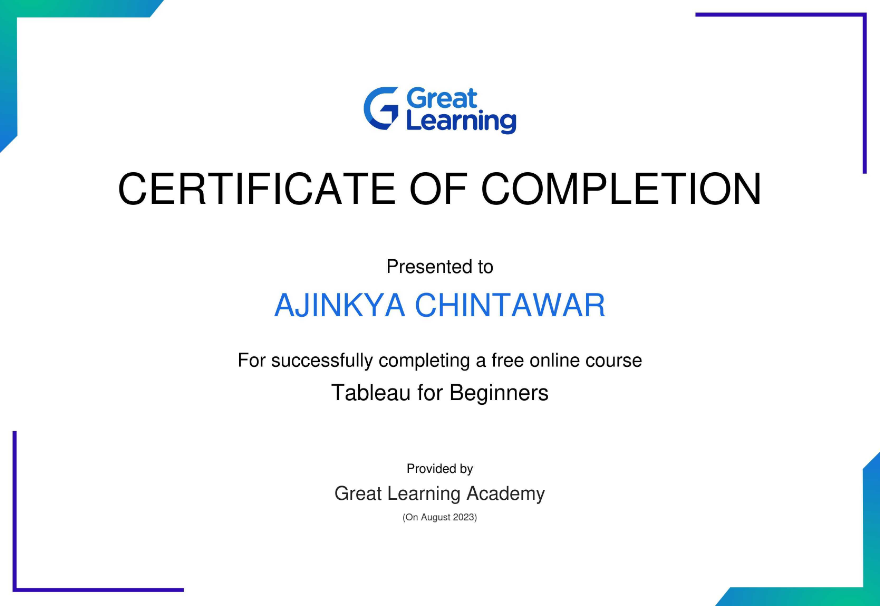 Great
Learning
CERTIFICATE OF COMPLETION
Presented to
AJINKYA CHINTAWAR
For successfully completing a free online course
Tableau for Beginners
Provided by
Great Learning Academy
(On August 2023)